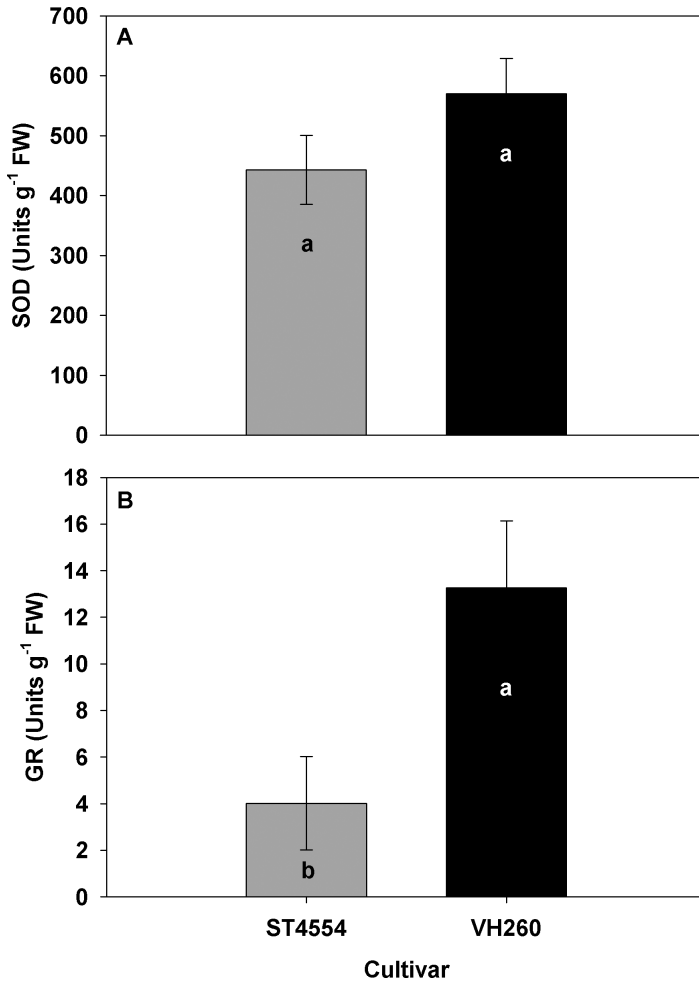 A
700
600
500
400
300
200
100
0
SOD (Units g⁻¹ FW)
a
a
B
18
16
14
12
10
8
6
4
2
0
GR (Units g⁻¹ FW)
b
a
ST4554 VH260
Cultivar